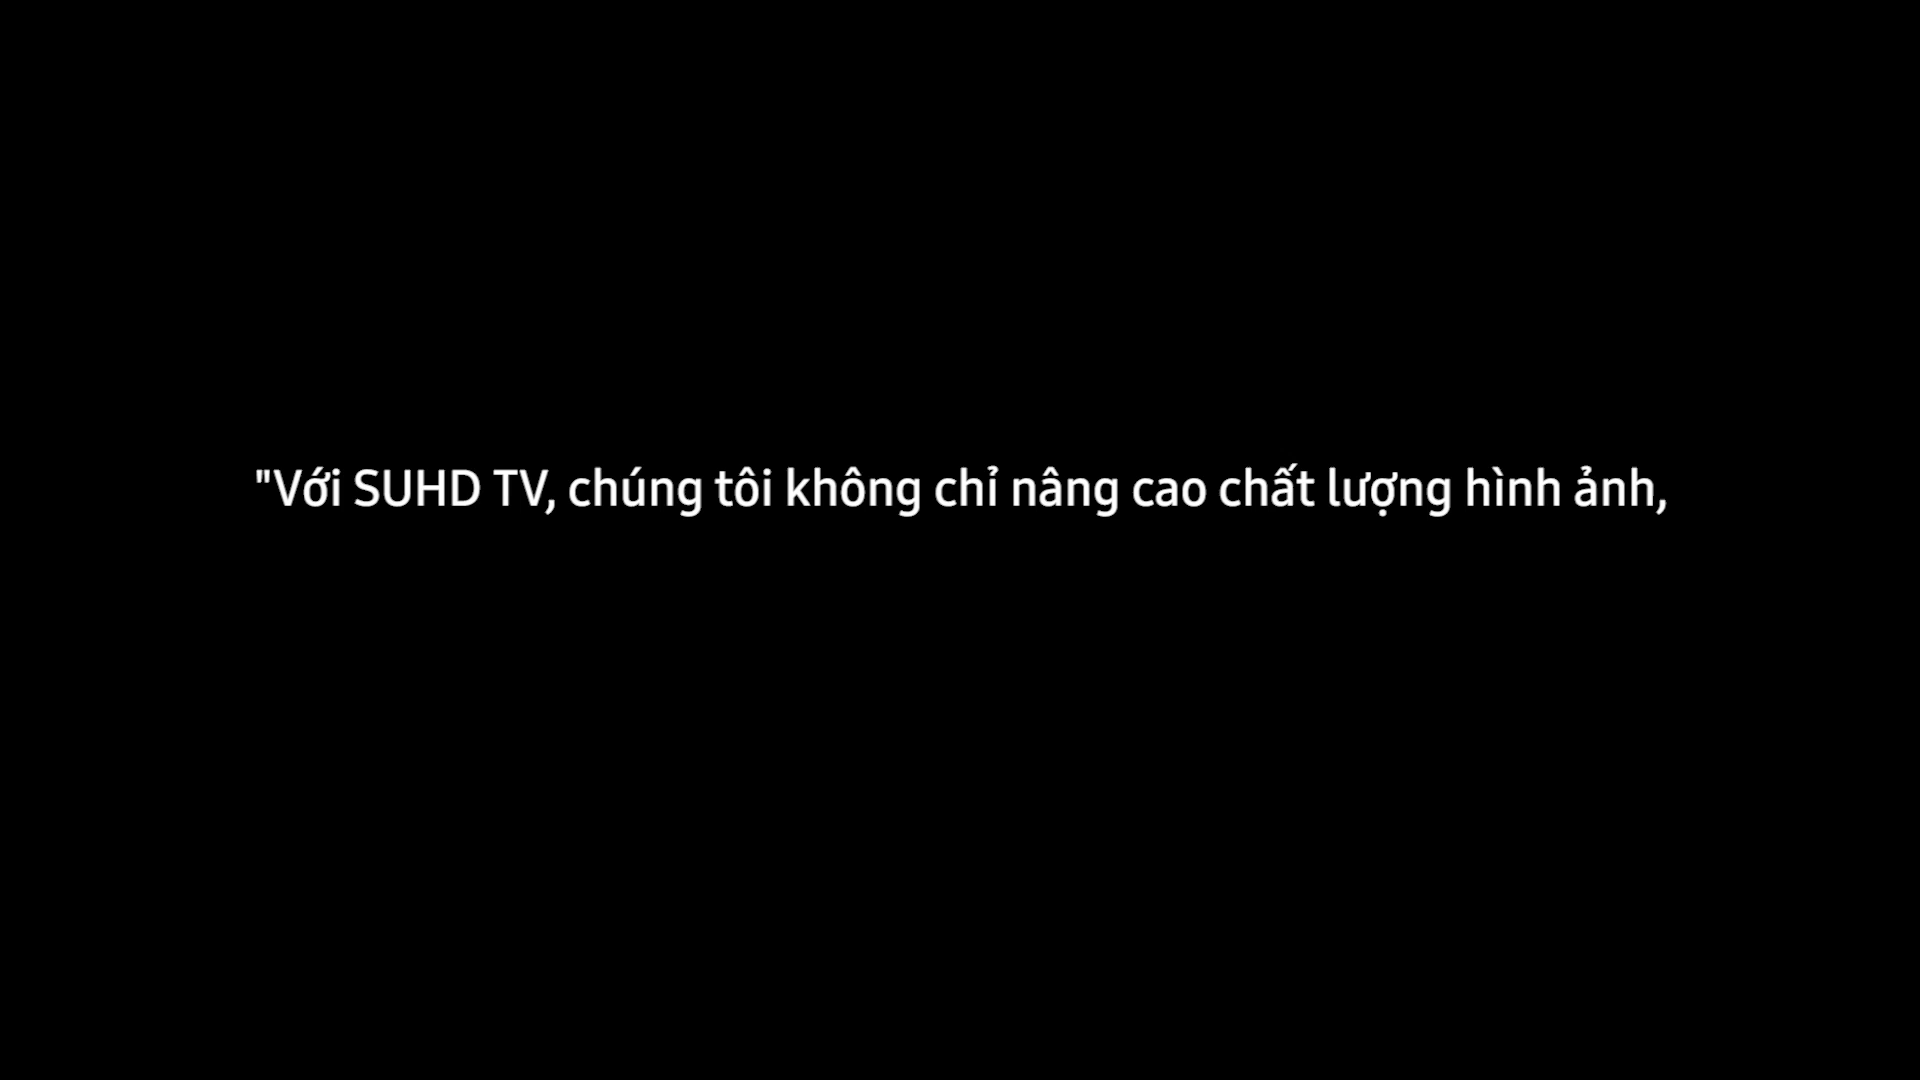 "Với SUHD TV, chúng tôi không chỉ nâng cao chất lượng hình ảnh,